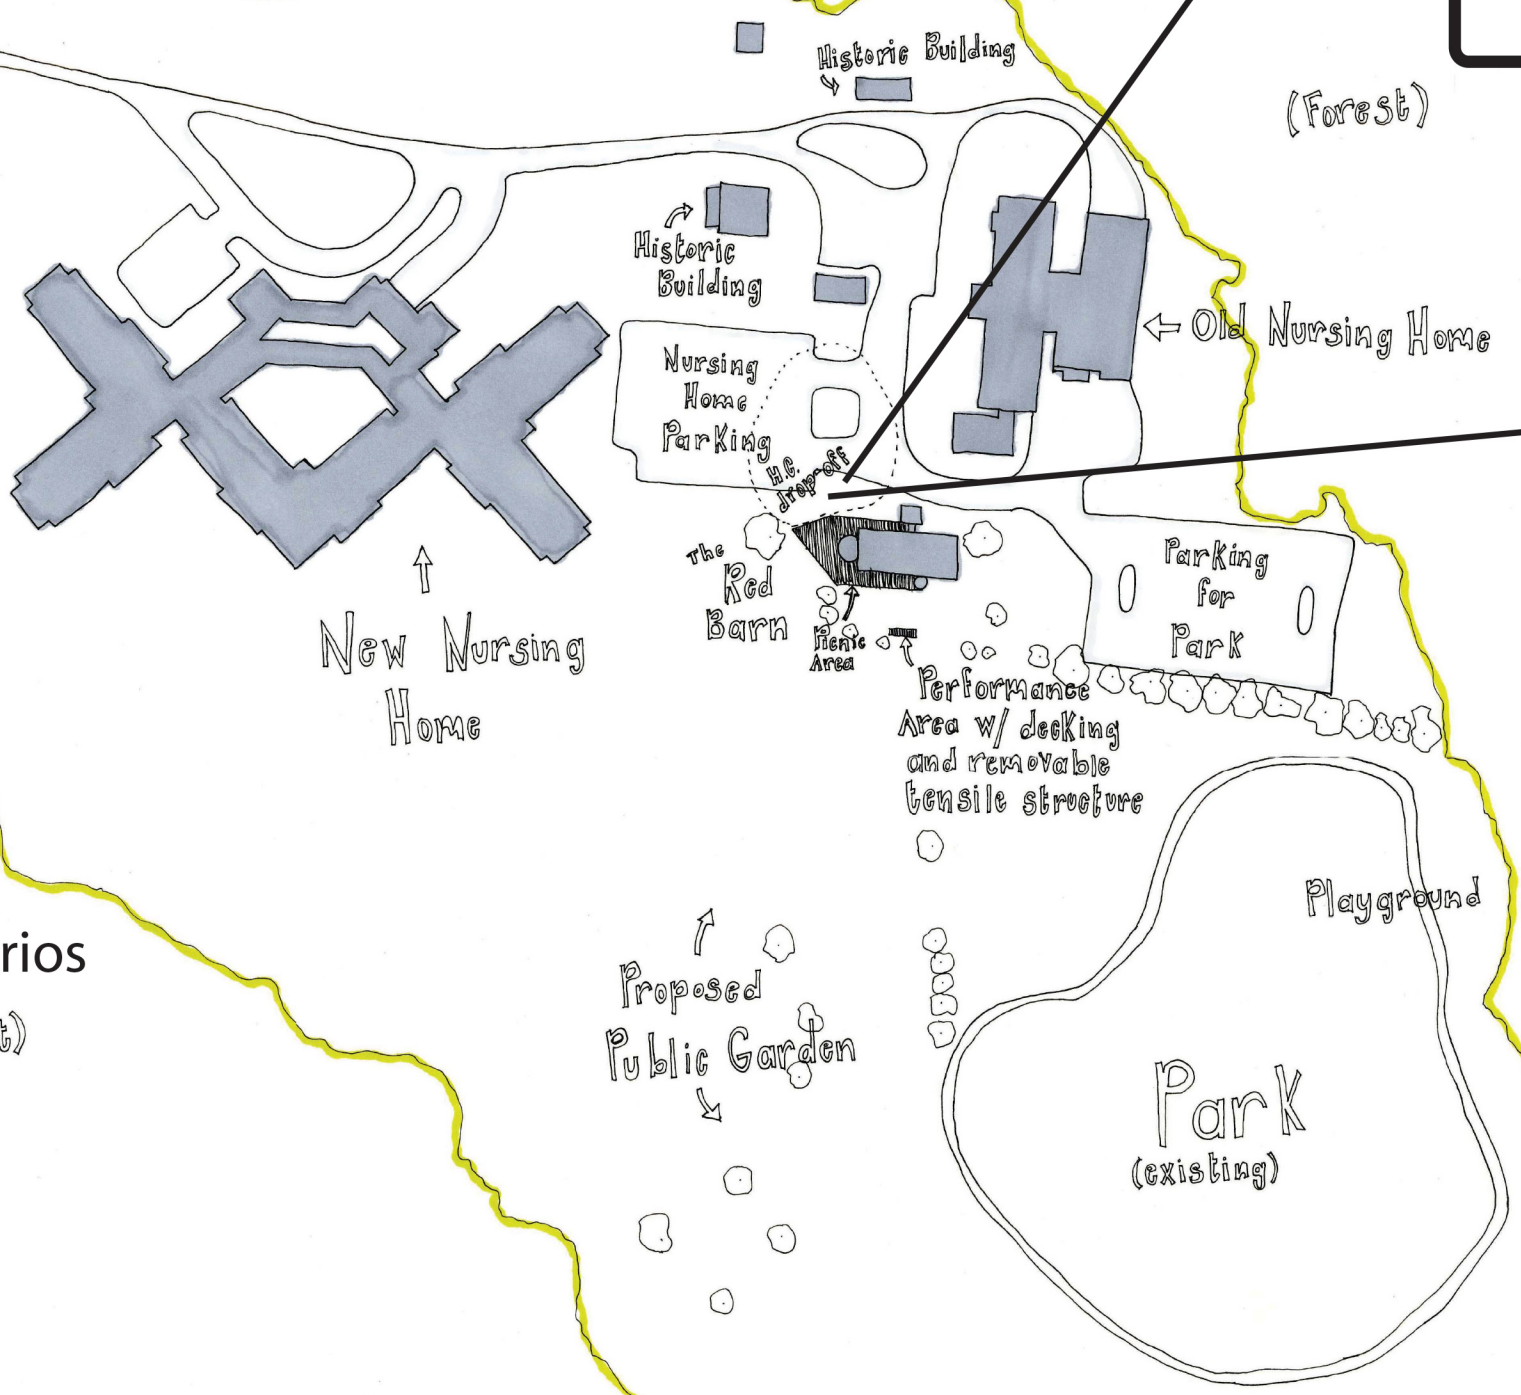 Historic Building
(Forest)
Historic
Building
Old Nursing Home
Nursing
Home
Parking
H.C.
drop-off
The
Red
Barn
Picnic
Area
Parking
for
Park
New Nursing
Home
Performance
Area w/ decking
and removable
tensile structure
Playground
rios
t)
Proposed
Public Garden
Park
(existing)